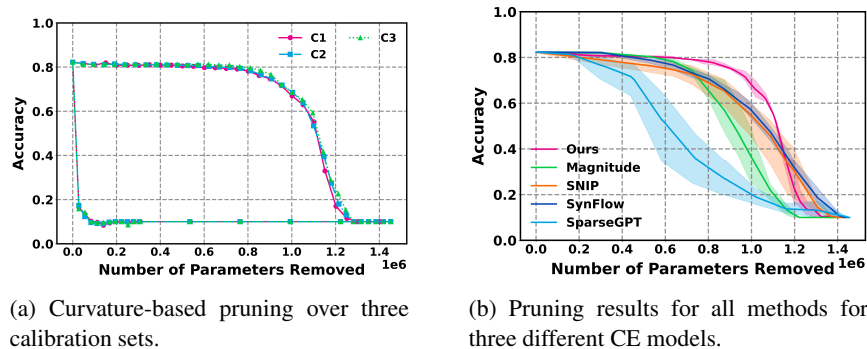 1.0
0.8
0.6
0.4
0.2
0.0
Accuracy
C1
C2
C3
0.0 0.2 0.4 0.6 0.8 1.0 1.2 1.4
1e6
Number of Parameters Removed
(a) Curvature-based pruning over three
calibration sets.
1.0
0.8
0.6
0.4
0.2
0.0
Accuracy
Ours
Magnitude
SNIP
SynFlow
SparseGPT
0.0 0.2 0.4 0.6 0.8 1.0 1.2 1.4
1e6
Number of Parameters Removed
(b) Pruning results for all methods for
three different CE models.